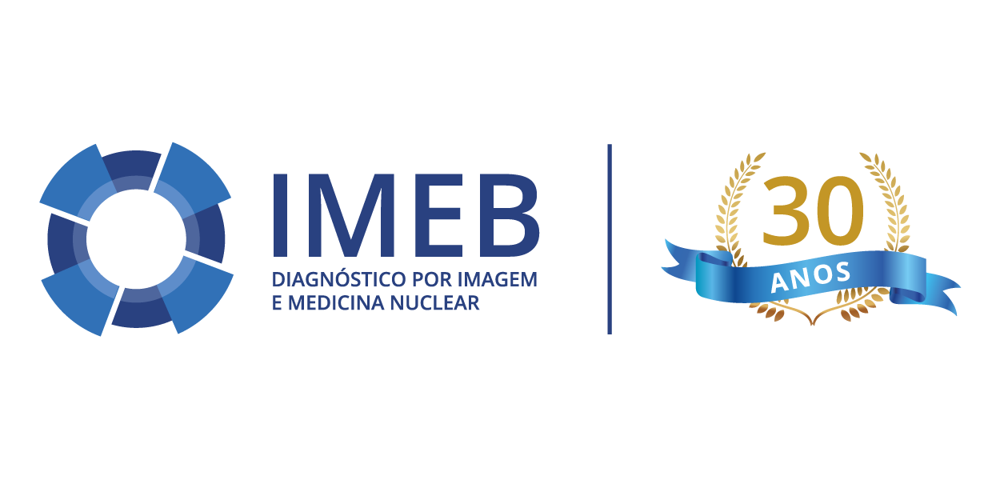 IMEB
DIAGNÓSTICO POR IMAGEM
E MEDICINA NUCLEAR
30
ANOS